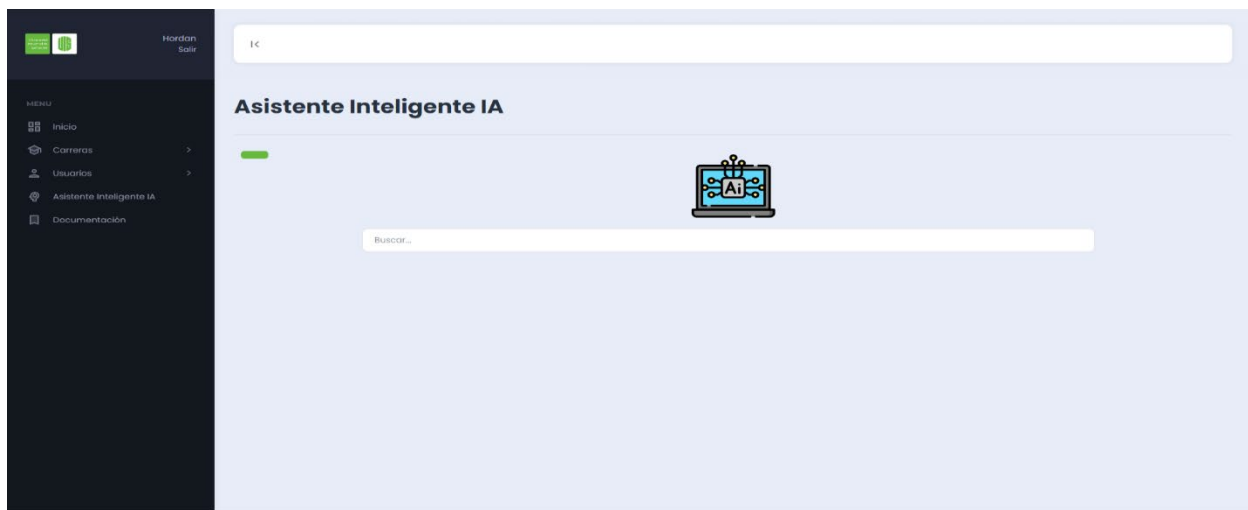 Hordan
Salir
I<
MENU
Inicio
Carreras >
Usuarios >
Asistente Inteligente IA
Documentación
Asistente Inteligente IA
Ai
Buscar...